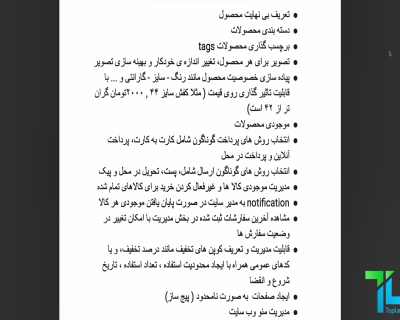 تعریف بی نهایت محصول
دسته بندی محصولات
برچسب گذاری محصولات tags
تصویر برای هر محصول، تغییر اندازه ی خودکار و بهینه سازی تصویر
پیاده سازی خصوصیت محصول مانند رنگ - سایز - گارانتی و ... با
قابلیت تاثیر گذاری روی قیمت ( مثلا کفش سایز ۴۴ , ۲۰۰۰تومان گران
تر از ۴۲ است)
موجودی محصولات
انتخاب روش های پرداخت گوناگون شامل کارت به کارت، پرداخت
آنلاین و پرداخت در محل
انتخاب روش های گوناگون ارسال شامل، پست، تحویل در محل و پیک
مدیریت موجودی کالا ها و غیرفعال کردن خرید برای کالاهای تمام شده
notification به مدیر سایت در صورت پایان یافتن موجودی هر کالا
مشاهده آخرین سفارشات ثبت شده در بخش مدیریت با امکان تغییر در
وضعیت سفارش ها
قابلیت مدیریت و تعریف کوپن های تخفیف مانند درصد تخفیف، و یا
کدهای عمومی همراه با ایجاد محدودیت استفاده ، تعداد استفاده ، تاریخ
شروع و انقضا
ایجاد صفحات به صورت نامحدود ( پیج ساز)
مدیریت منو وب سایت